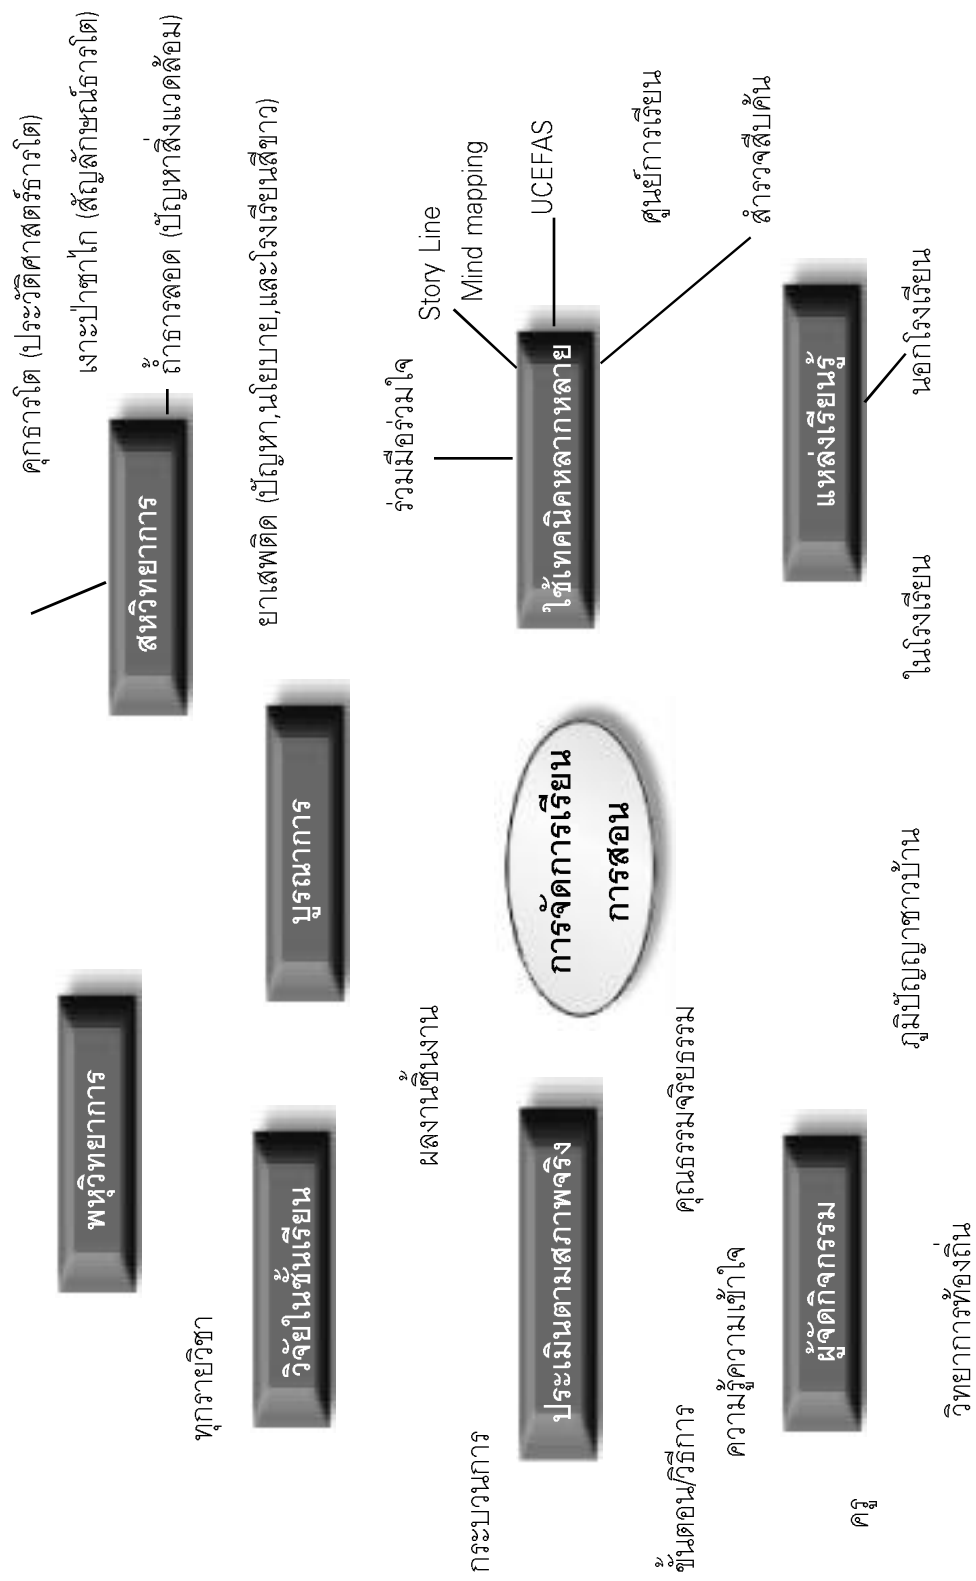 คุกธารโต (ประวัติศาสตร์ธารโต)
เงาะป่าซาไก (สัญลักษณ์ธารโต)
สหวิทยาการ
ถ้ำธารลอด (ปัญหาสิ่งแวดล้อม)
พหุวิทยาการ
ทุกรายวิชา
วิจัยในชั้นเรียน
บูรณาการ
ยาเสพติด (ปัญหา,นโยบาย,และโรงเรียนสีขาว)
ร่วมมือร่วมใจ
Story Line
Mind mapping
UCEFAS
ใช้เทคนิคหลากหลาย
ศูนย์การเรียน
สำรวจสืบค้น
ผลงานชิ้นงาน
กระบวนการ
ประเมินตามสภาพจริง
การจัดการเรียน
การสอน
คุณธรรมจริยธรรม
ขั้นตอน/วิธีการ
ความรู้ความเข้าใจ
ผู้จัดกิจกรรม
แหล่งเรียนรู้
ครู
วิทยาการท้องถิ่น
ภูมิปัญญาชาวบ้าน
ในโรงเรียน
นอกโรงเรียน